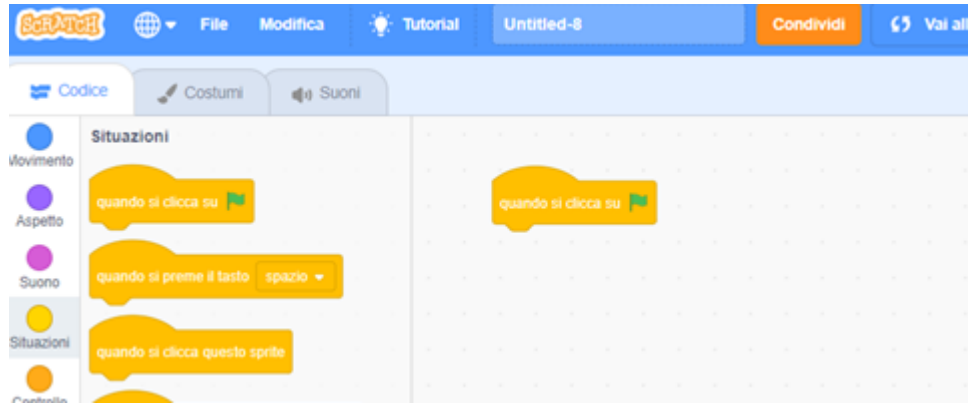 SCRATCH File Modifica Tutorial Untitled-8 Condividi Vai all
Codice Costumi Suoni
Movimento
Aspetto
Suono
Situazioni
Controllo
Situazioni
quando si clicca su
quando si preme il tasto spazio
quando si clicca questo sprite
quando si clicca su